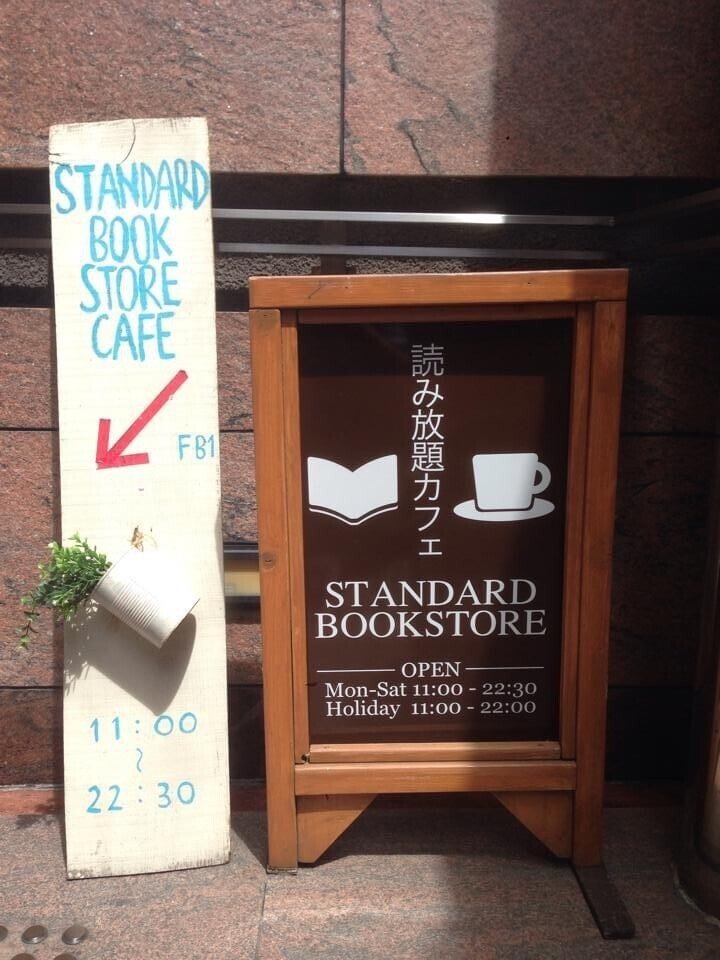 STANDARD
BOOK
STORE
CAFE
FB1
11:00
~
22:30
読み放題カフェ
STANDARD
BOOKSTORE
OPEN
Mon-Sat 11:00 - 22:30
Holiday 11:00 - 22:00